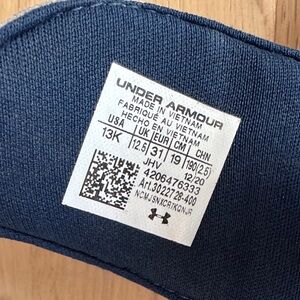 UNDER ARMOUR
MADE IN VIETNAM
FABRIQUÉ AU VIETNAM
HECHO EN VIETNAM
USA UK EUR CM CHN
13K 12.5 31 19 190(2.5)
JHV 12/20
4206476333
Art.3022728-400